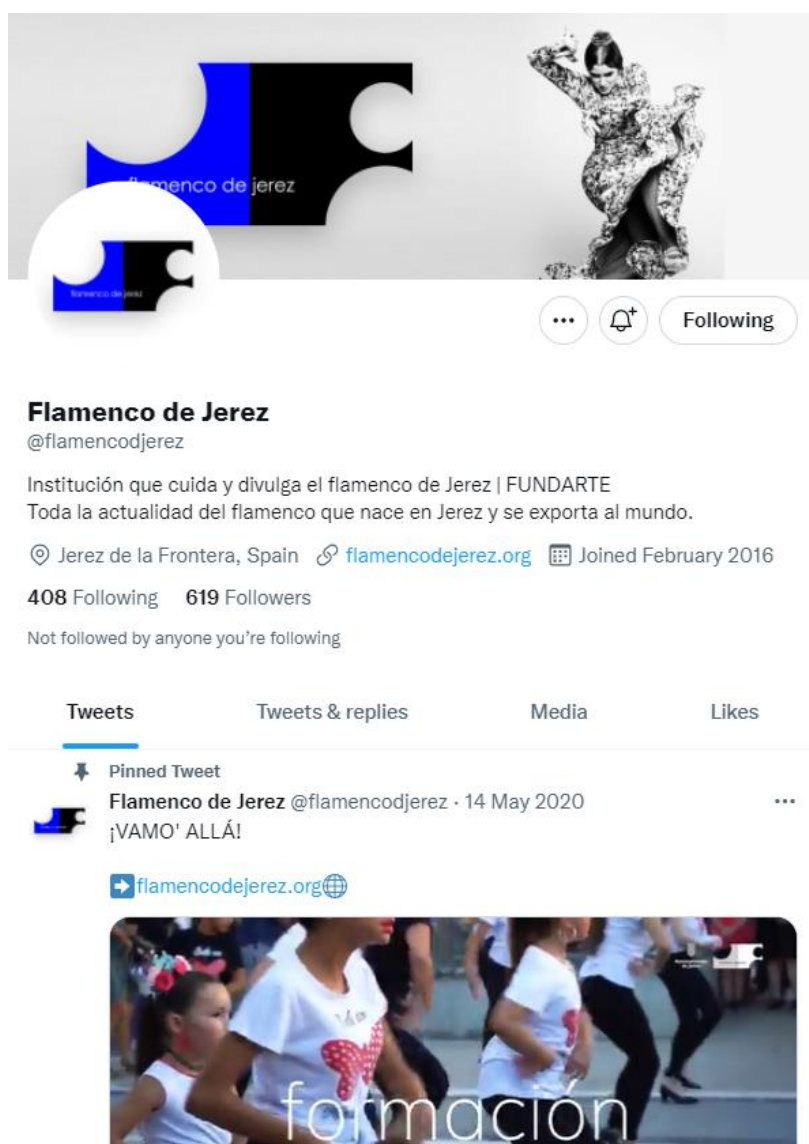 flamenco de jerez
flamenco de jerez
Following
Flamenco de Jerez
@flamencodjerez
Institución que cuida y divulga el flamenco de Jerez | FUNDARTE
Toda la actualidad del flamenco que nace en Jerez y se exporta al mundo.
Jerez de la Frontera, Spain flamencodejerez.org Joined February 2016
408 Following 619 Followers
Not followed by anyone you’re following
Tweets Tweets & replies Media Likes
Pinned Tweet
Flamenco de Jerez @flamencodjerez · 14 May 2020
¡VAMO' ALLÁ!
flamencodejerez.org
formación